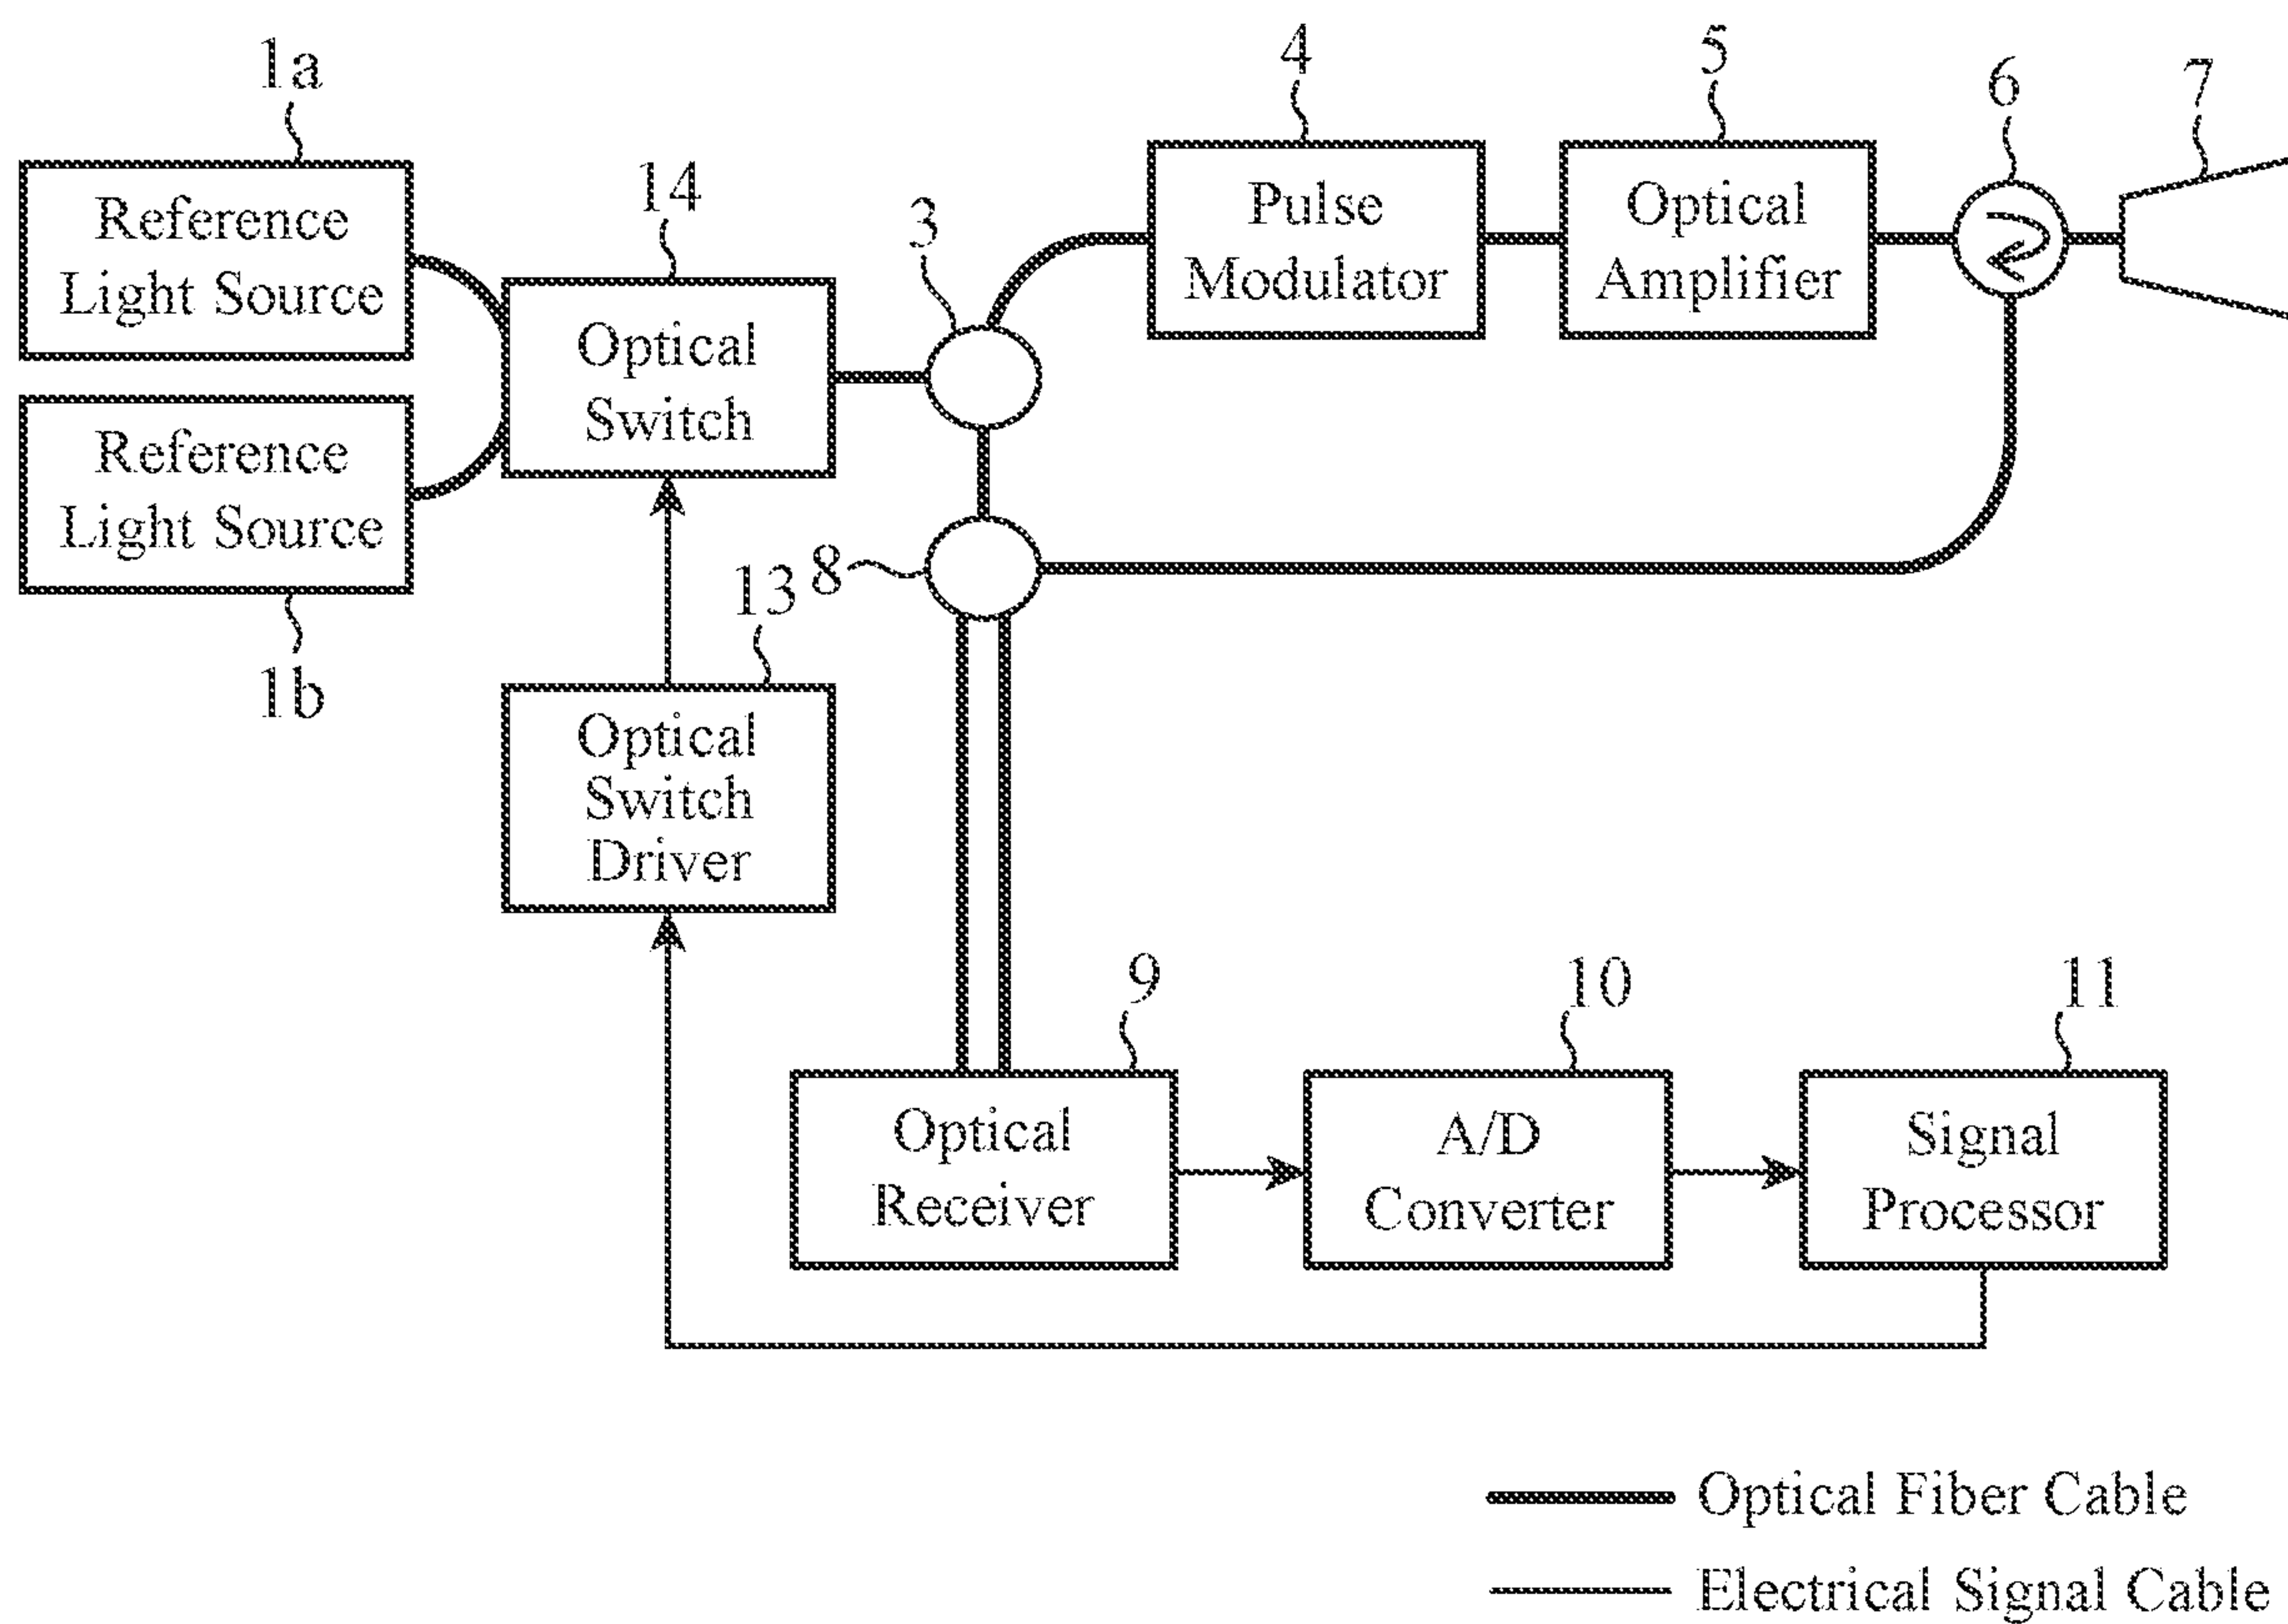 1a
Reference
Light Source
Reference
Light Source
1b
14
Optical
Switch
13
Optical
Switch
Driver
3
8
4
Pulse
Modulator
5
Optical
Amplifier
6
7
9
Optical
Receiver
10
A/D
Converter
11
Signal
Processor
Optical Fiber Cable
Electrical Signal Cable